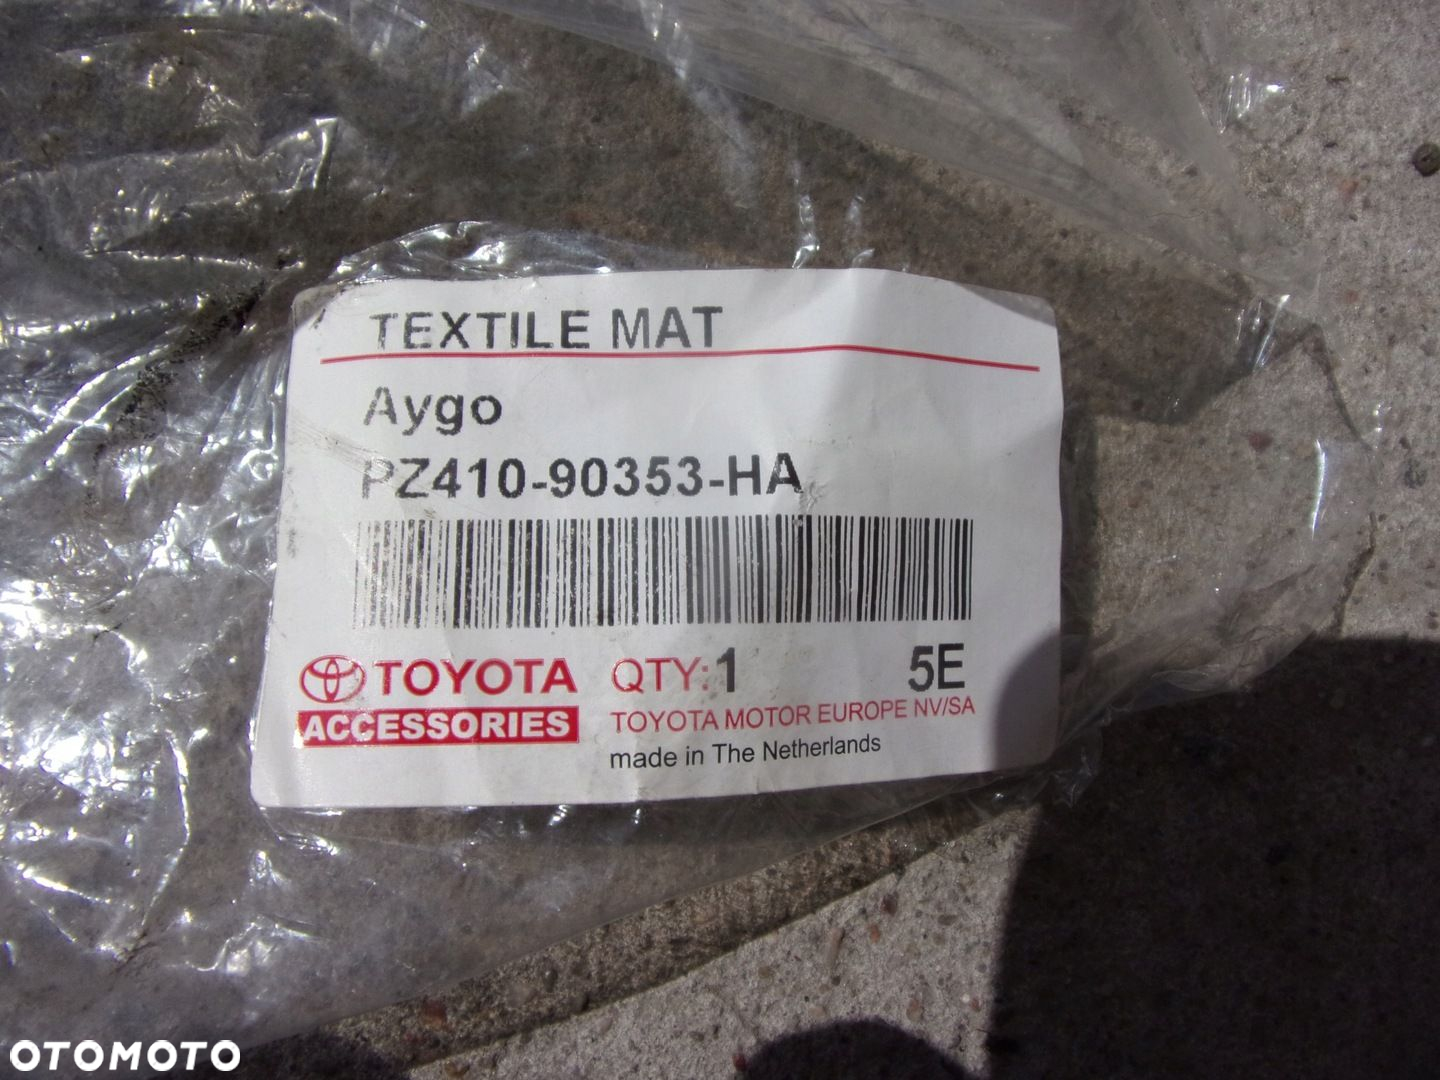 TEXTILE MAT
Aygo
PZ410-90353-HA
TOYOTA
ACCESSORIES
QTY:1 5E
TOYOTA MOTOR EUROPE NV/SA
made in The Netherlands
OTOMOTO